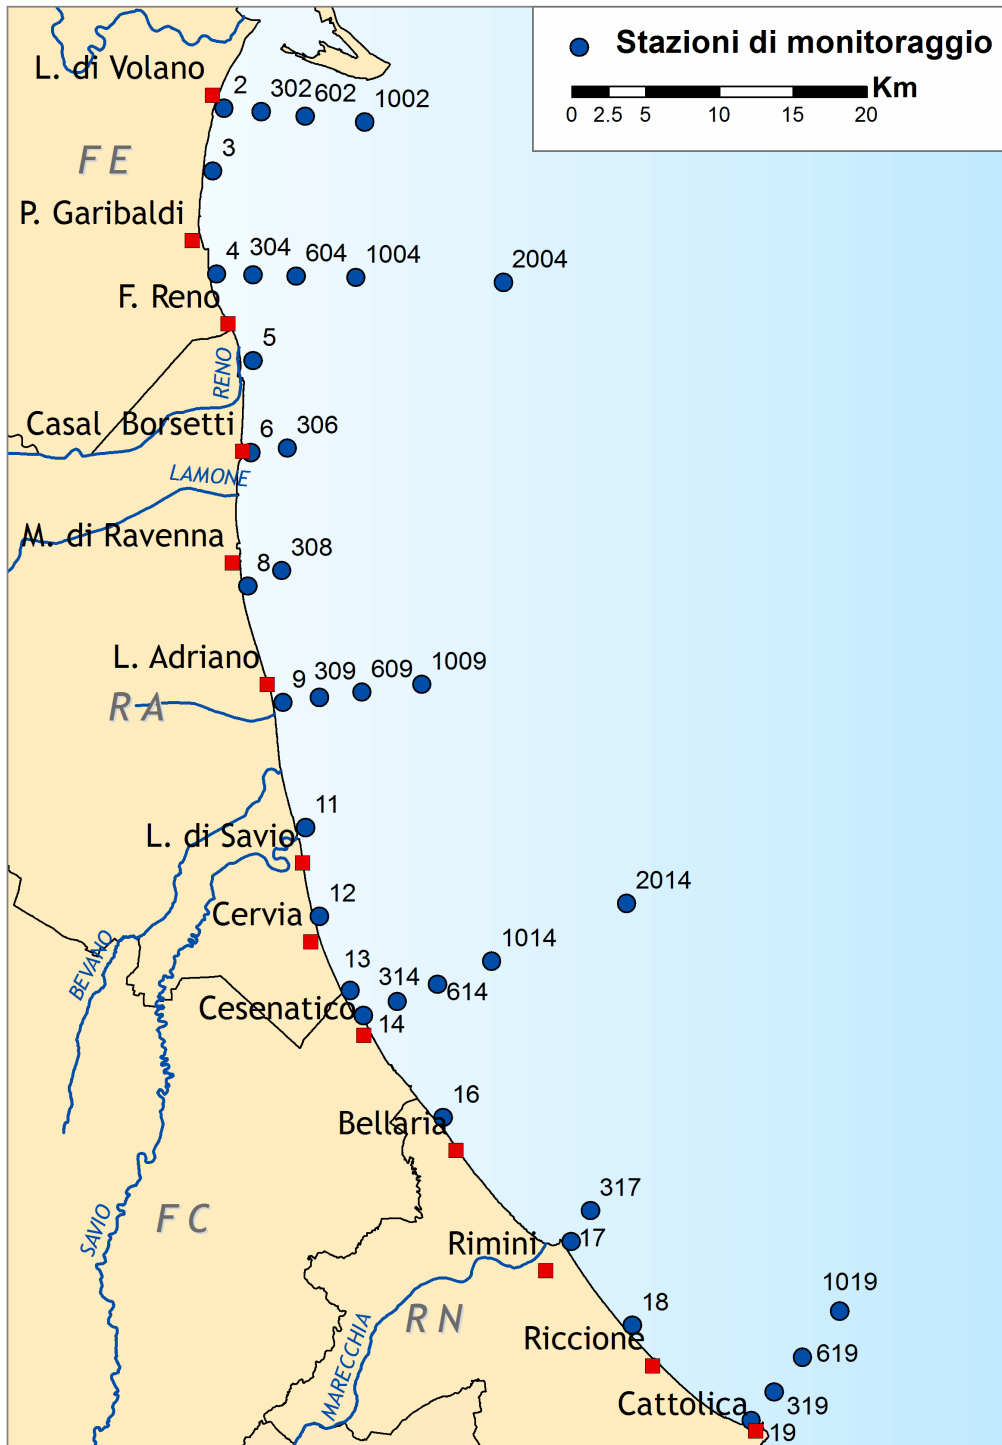 Stazioni di monitoraggio
Km
0 2.5 5 10 15 20
L. di Volano
2 302 602 1002
3
FE
P. Garibaldi
4 304 604 1004 2004
F. Reno
5
RENO
Casal Borsetti
6 306
LAMONE
M. di Ravenna
8 308
L. Adriano
9 309 609 1009
RA
11
L. di Savio
2014
12
Cervia
1014
BEVANO
13 314 614
Cesenatico
14
16
Bellaria
317
SAVIO
FC
Rimini 17
1019
18
RN
Riccione
619
MARECCHIA
Cattolica 319
19